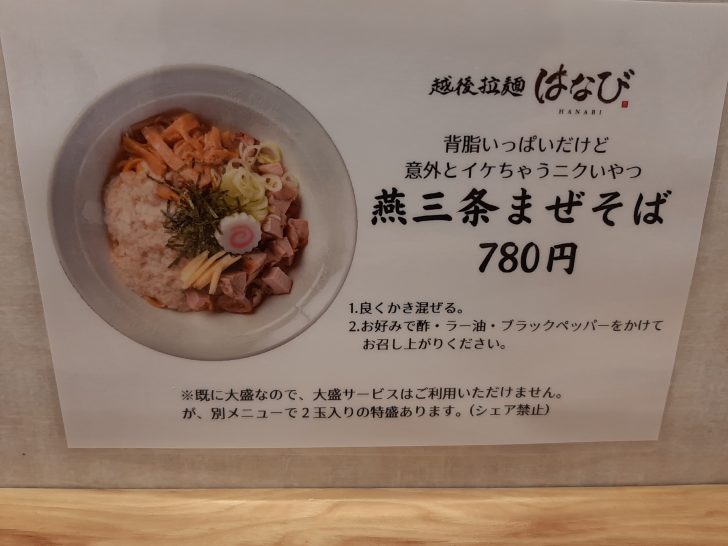 越後拉麺 はなび
HANABI
背脂いっぱいだけど
意外とイケちゃうニクいやつ
燕三条まぜそば
780円
1.良くかき混ぜる。
2.お好みで酢・ラー油・ブラックペッパーをかけて
お召し上がりください。
※既に大盛なので、大盛サービスはご利用いただけません。
が、別メニューで２玉入りの特盛あります。(シェア禁止)